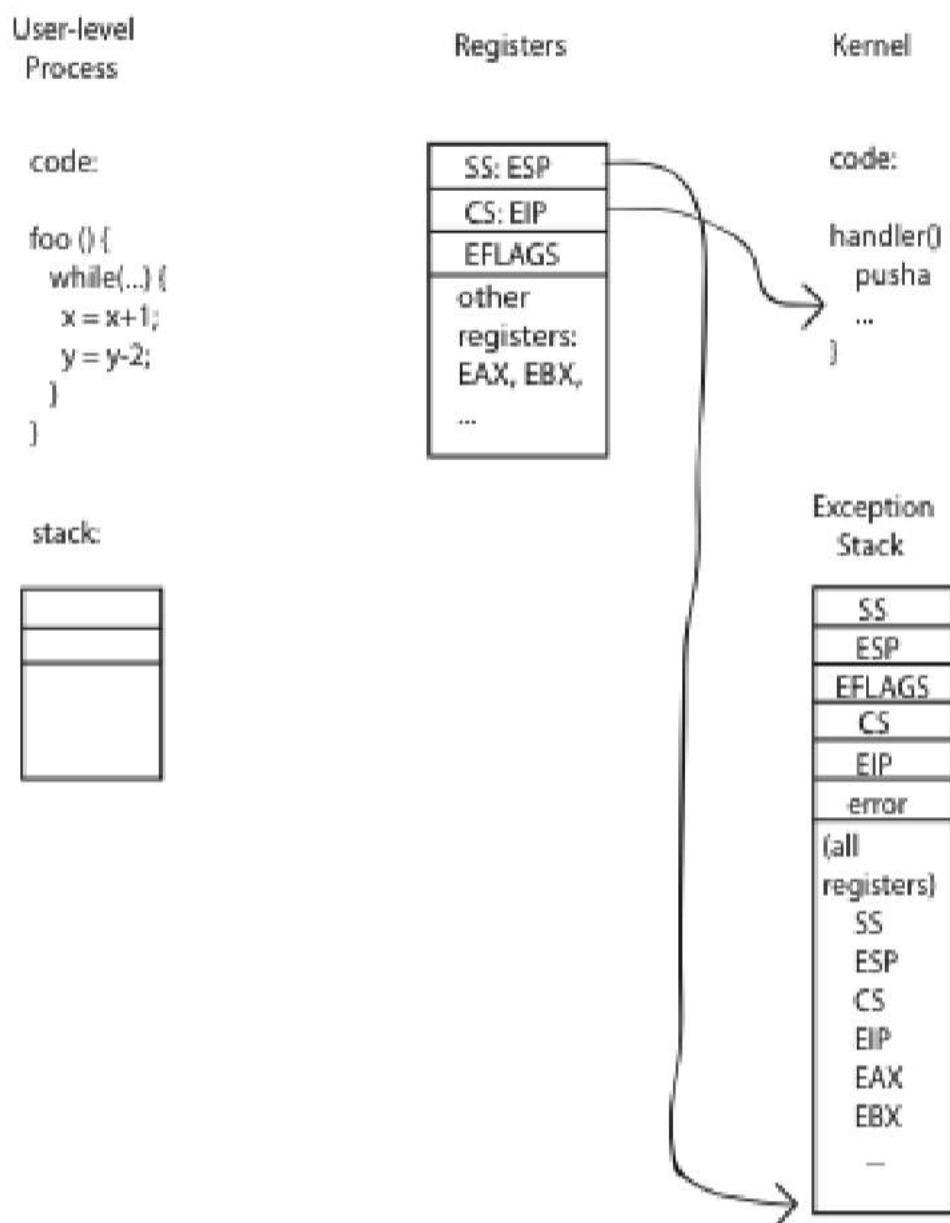 User-level
Process
code:
foo () {
while(...) {
x = x+1;
y = y-2;
}
}
stack:
Registers
SS: ESP
CS: EIP
EFLAGS
other
registers:
EAX, EBX,
...
Kernel
code:
handler()
pusha
...
}
Exception
Stack
SS
ESP
EFLAGS
CS
EIP
error
(all
registers)
SS
ESP
CS
EIP
EAX
EBX
...